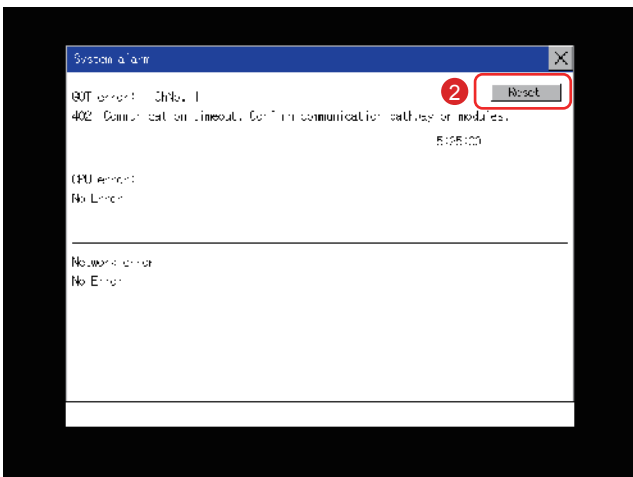 System alarm
2 Reset
GOT error: ChNo. 1
402 Communication timeout. Confirm communication pathway or modules.
5:25:00
CPU error:
No Error
Network error
No Error